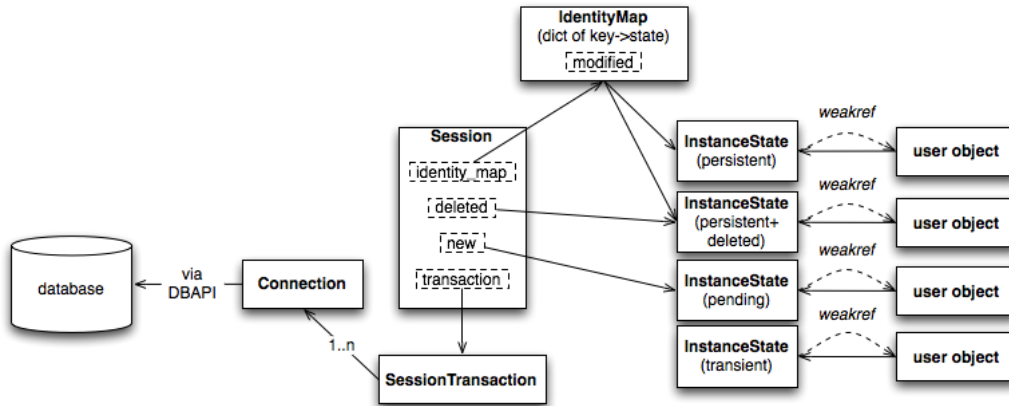 IdentityMap
(dict of key->state)
modified
Session
identity_map
deleted
new
transaction
weakref
InstanceState
(persistent)
user object
weakref
InstanceState
(persistent+
deleted)
user object
weakref
InstanceState
(pending)
user object
weakref
InstanceState
(transient)
user object
database
via
DBAPI
Connection
1..n
SessionTransaction